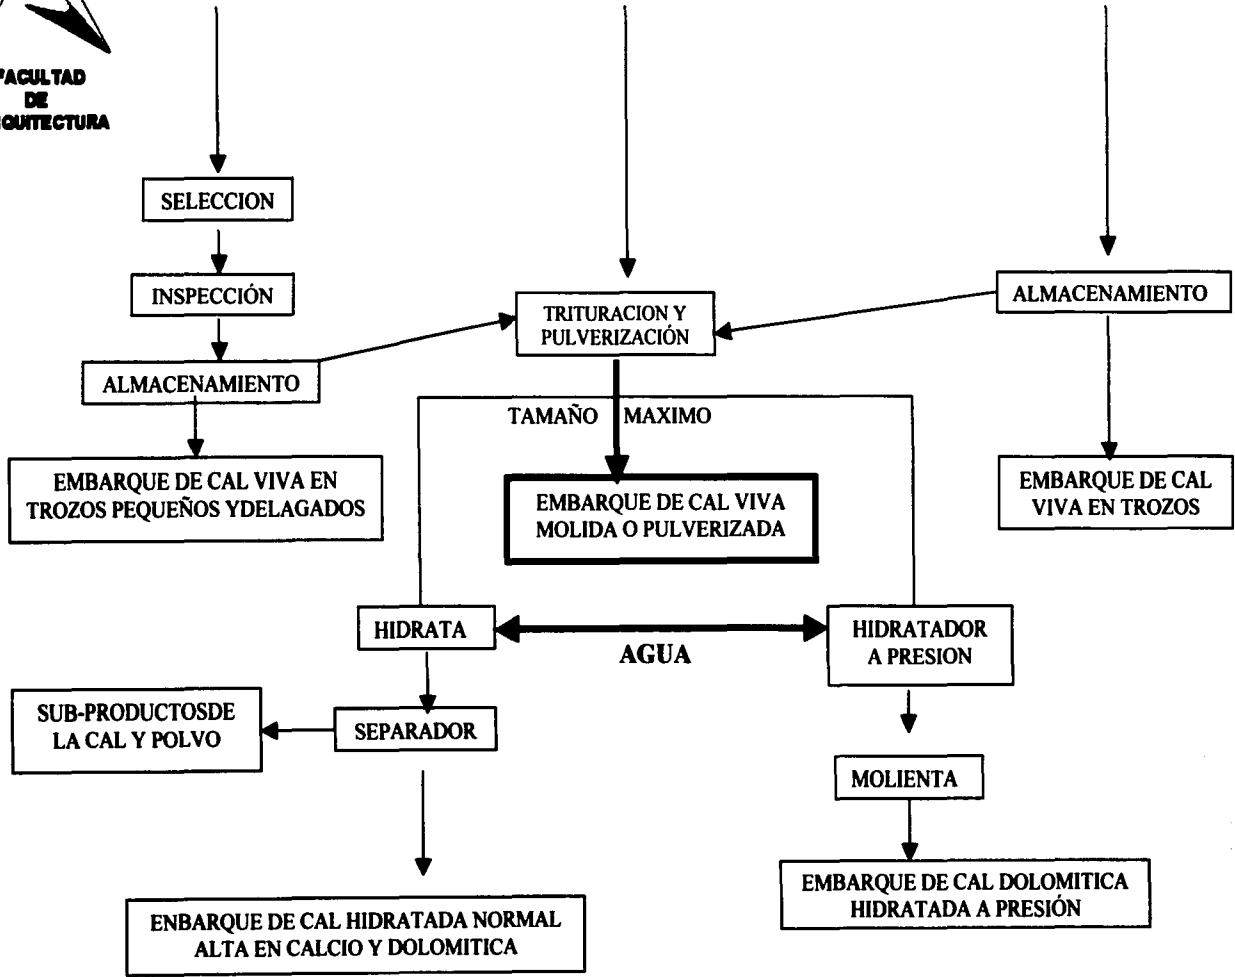 FACULTAD
DE
QUITECTURA
SELECCION
INSPECCIÓN
ALMACENAMIENTO
TRITURACION Y
PULVERIZACIÓN
ALMACENAMIENTO
TAMAÑO MAXIMO
EMBARQUE DE CAL VIVA EN
TROZOS PEQUEÑOS YDELAGADOS
EMBARQUE DE CAL VIVA
MOLIDA O PULVERIZADA
EMBARQUE DE CAL
VIVA EN TROZOS
HIDRATA
AGUA
HIDRATADOR
A PRESION
SUB-PRODUCTOSDE
LA CAL Y POLVO
SEPARADOR
MOLIENTA
ENBARQUE DE CAL HIDRATADA NORMAL
ALTA EN CALCIO Y DOLOMITICA
EMBARQUE DE CAL DOLOMITICA
HIDRATADA A PRESIÓN